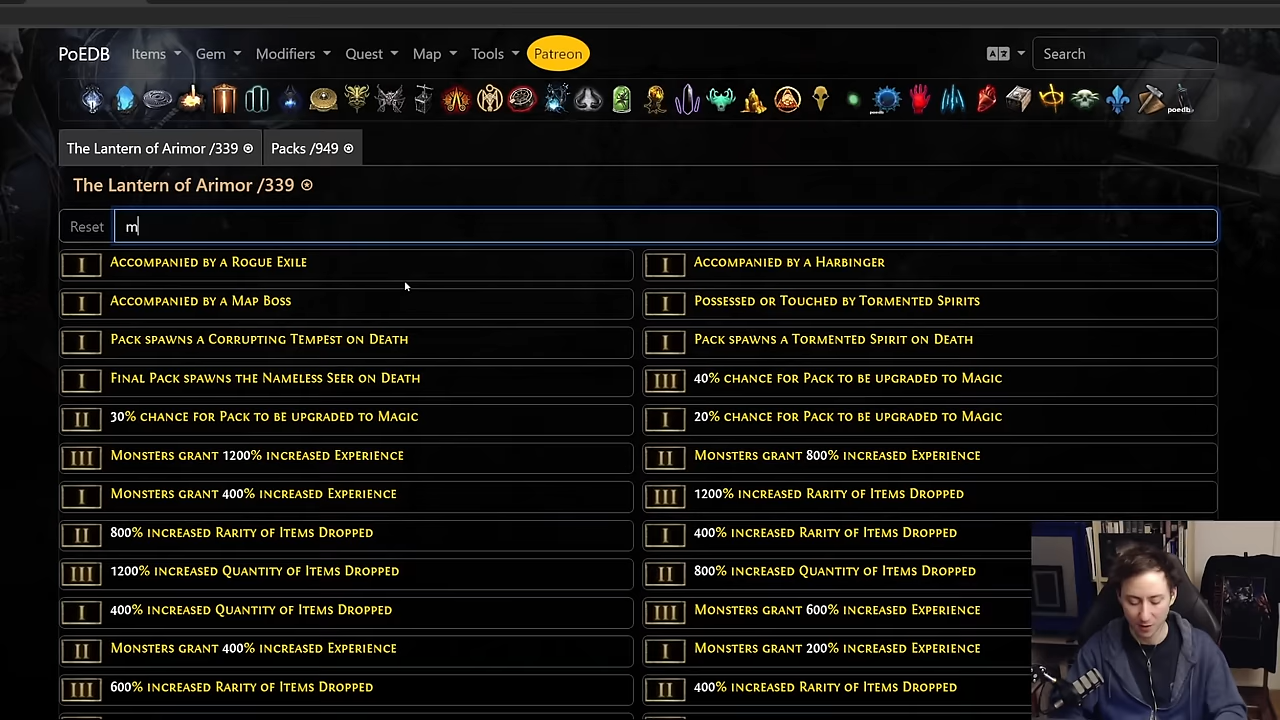 PoEDB Items Gem Modifiers Quest Map Tools Patreon Search
poedb poedb
The Lantern of Arimor /339 Packs /949
The Lantern of Arimor /339
Reset m
I Accompanied by a Rogue Exile
I Accompanied by a Harbinger
I Accompanied by a Map Boss
I Possessed or Touched by Tormented Spirits
I Pack spawns a Corrupting Tempest on Death
I Pack spawns a Tormented Spirit on Death
I Final Pack spawns the Nameless Seer on Death
III 40% chance for Pack to be upgraded to Magic
II 30% chance for Pack to be upgraded to Magic
I 20% chance for Pack to be upgraded to Magic
III Monsters grant 1200% increased Experience
II Monsters grant 800% increased Experience
I Monsters grant 400% increased Experience
III 1200% increased Rarity of Items Dropped
II 800% increased Rarity of Items Dropped
I 400% increased Rarity of Items Dropped
III 1200% increased Quantity of Items Dropped
II 800% increased Quantity of Items Dropped
I 400% increased Quantity of Items Dropped
III Monsters grant 600% increased Experience
II Monsters grant 400% increased Experience
I Monsters grant 200% increased Experience
III 600% increased Rarity of Items Dropped
II 400% increased Rarity of Items Dropped